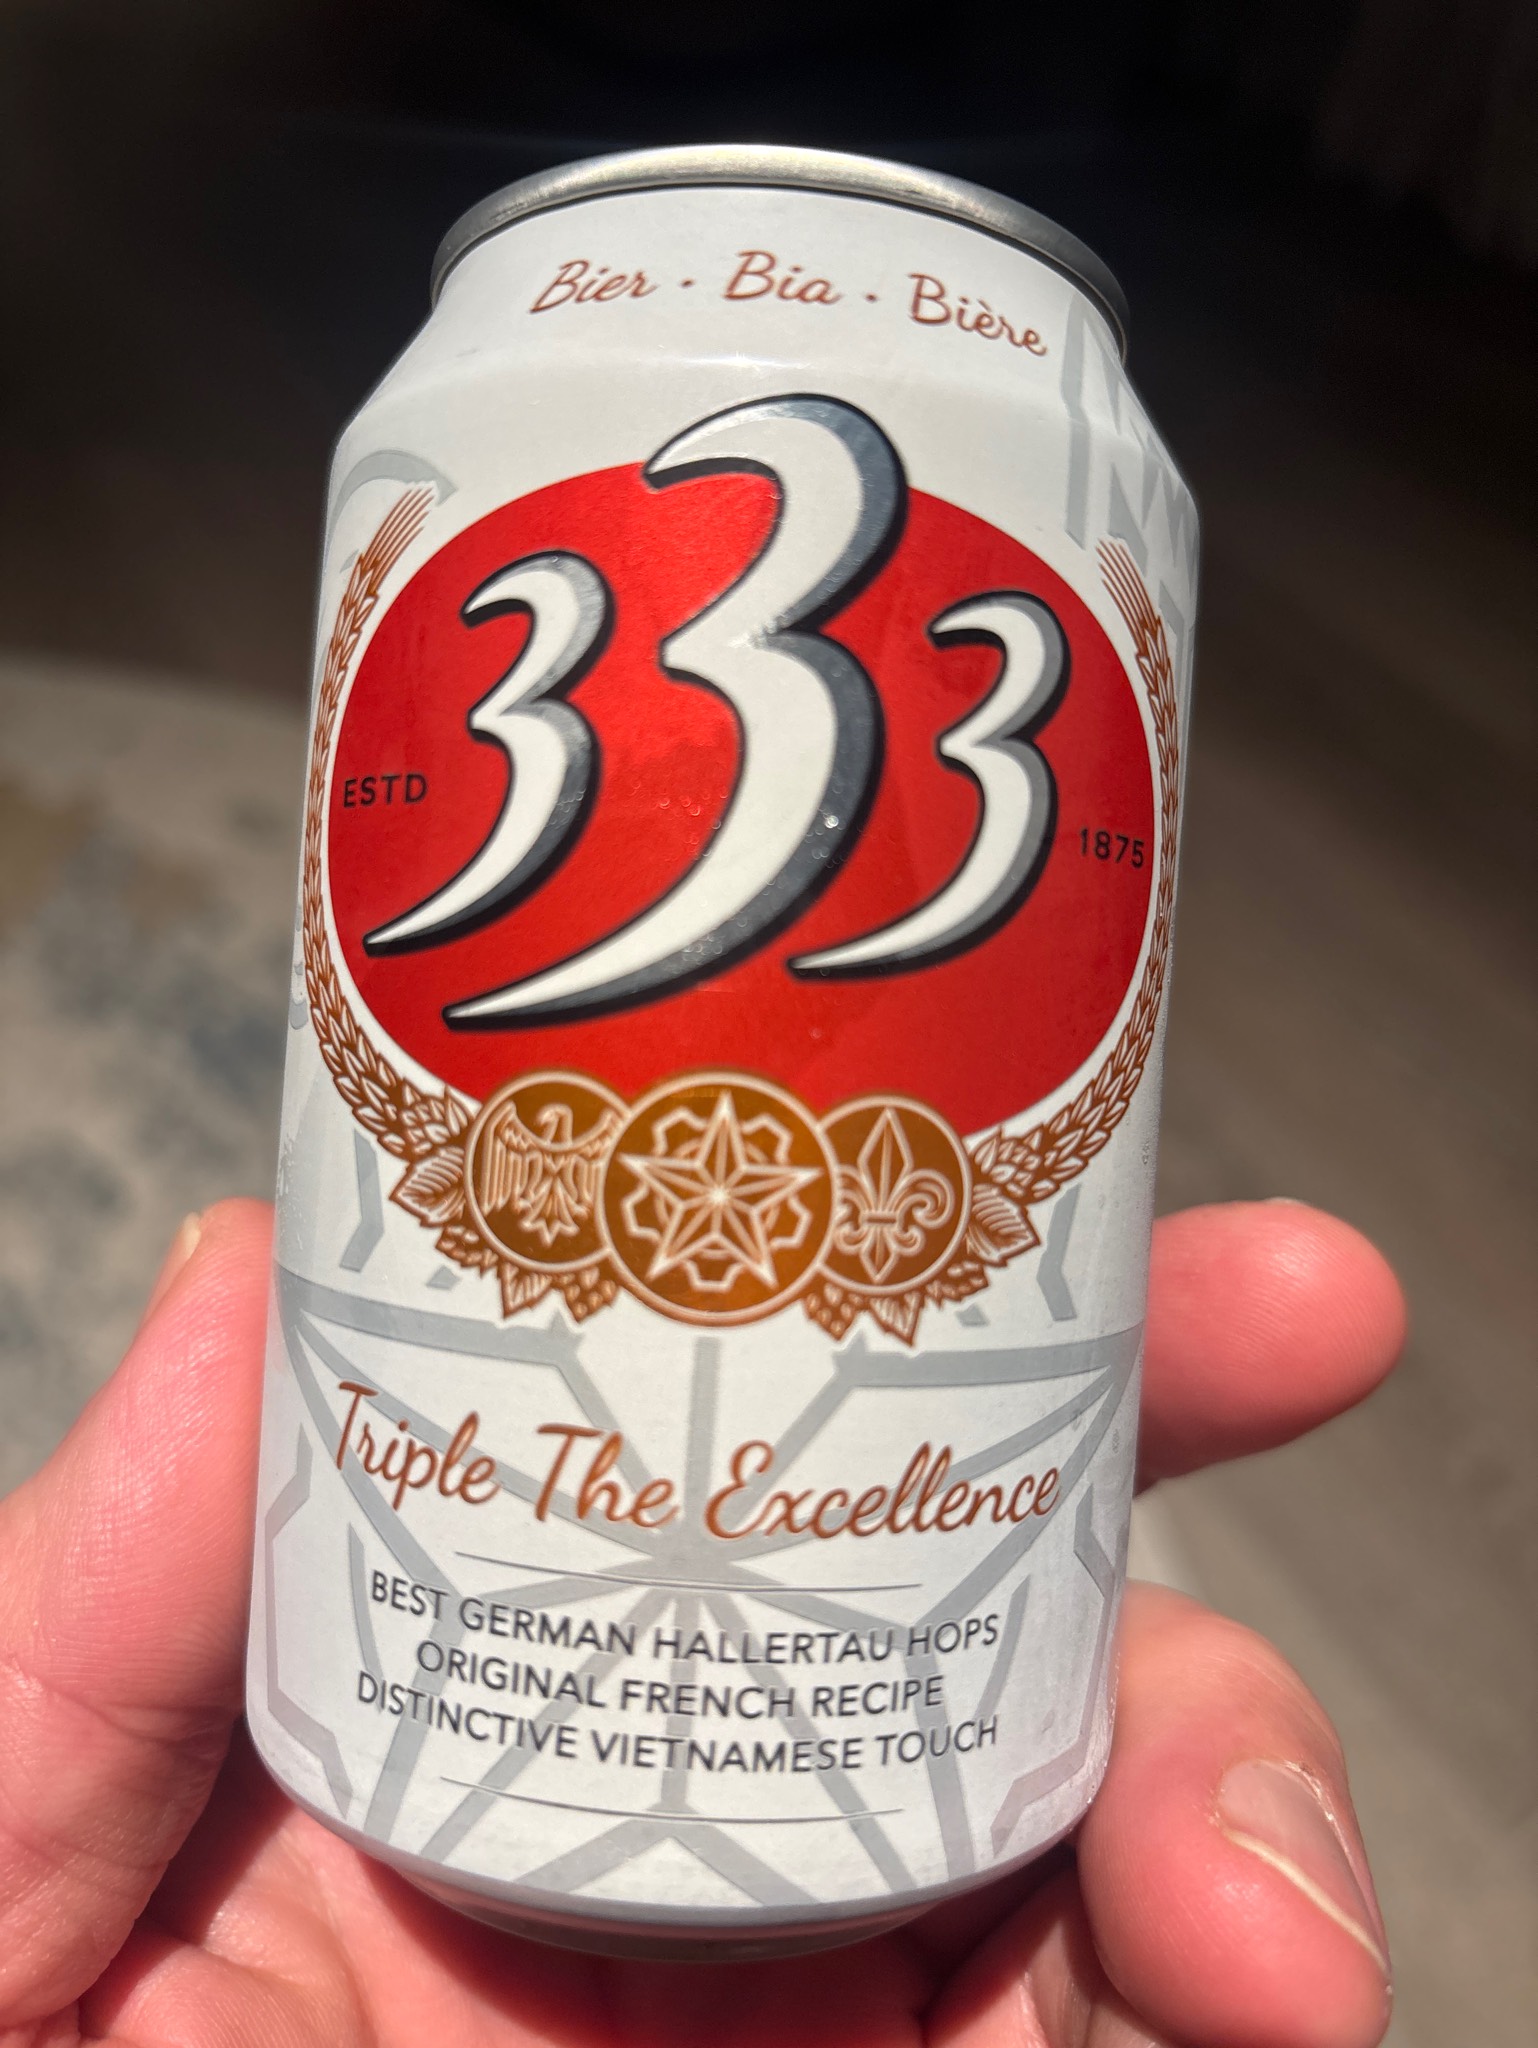 Bier · Bia · Bière
333
ESTD
1875
Triple The Excellence
BEST GERMAN HALLERTAU HOPS
ORIGINAL FRENCH RECIPE
DISTINCTIVE VIETNAMESE TOUCH